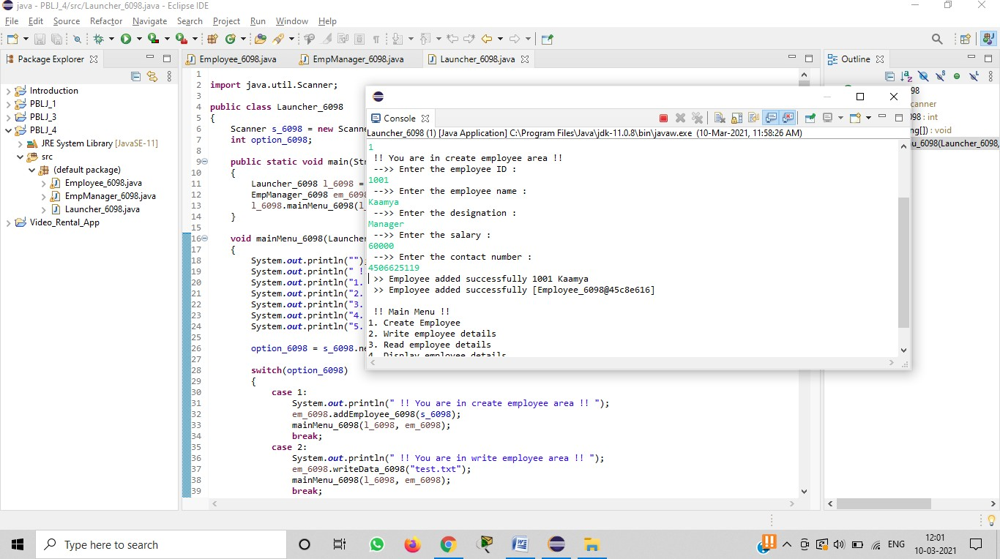 java - PBLJ_4/src/Launcher_6098.java - Eclipse IDE
File Edit Source Refactor Navigate Search Project Run Window Help
Package Explorer
Introduction
PBLJ_1
PBLJ_3
PBLJ_4
JRE System Library [JavaSE-11]
src
(default package)
Employee_6098.java
EmpManager_6098.java
Launcher_6098.java
Video_Rental_App
Employee_6098.java EmpManager_6098.java Launcher_6098.java
1
2 import java.util.Scanner;
3
4 public class Launcher_6098
5 {
6 Scanner s_6098 = new Scanne
7 int option_6098;
8
9 public static void main(Str
10 {
11 Launcher_6098 l_6098 =
12 EmpManager_6098 em_6098
13 l_6098.mainMenu_6098(l_
14 }
15
16 void mainMenu_6098(Launcher
17 {
18 System.out.println("");
19 System.out.println(" !
20 System.out.println("1.
21 System.out.println("2.
22 System.out.println("3.
23 System.out.println("4.
24 System.out.println("5.
25
26 option_6098 = s_6098.ne
27
28 switch(option_6098)
29 {
30 case 1:
31 System.out.println(" !! You are in create employee area !! ");
32 em_6098.addEmployee_6098(s_6098);
33 mainMenu_6098(l_6098, em_6098);
34 break;
35 case 2:
36 System.out.println(" !! You are in write employee area !! ");
37 em_6098.writeData_6098("test.txt");
38 mainMenu_6098(l_6098, em_6098);
39 break;
Console
Launcher_6098 (1) [Java Application] C:\Program Files\Java\jdk-11.0.8\bin\javaw.exe (10-Mar-2021, 11:58:26 AM)
1
!! You are in create employee area !!
-->> Enter the employee ID :
1001
-->> Enter the employee name :
Kaamya
-->> Enter the designation :
Manager
-->> Enter the salary :
60000
-->> Enter the contact number :
4506625119
>> Employee added successfully 1001 Kaamya
>> Employee added successfully [Employee_6098@45c8e616]
!! Main Menu !!
1. Create Employee
2. Write employee details
3. Read employee details
4. Display employee details
Outline
98
canner
098 : int
ng[]) : void
u_6098(Launcher_6098,
Type here to search
ENG
12:01
10-03-2021